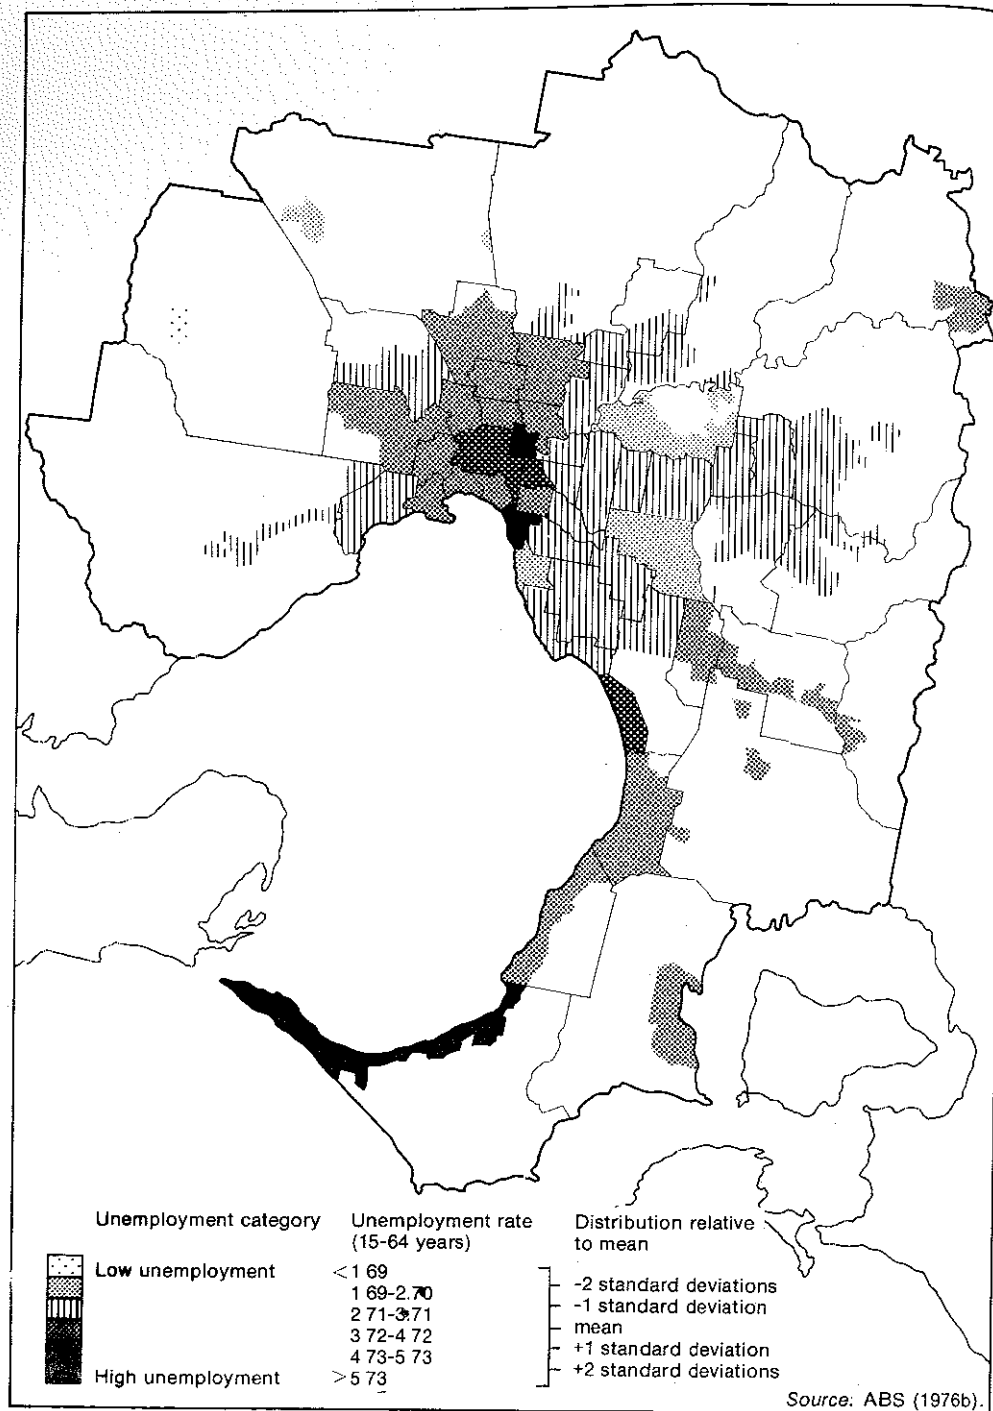 Unemployment category
Unemployment rate
(15-64 years)
Distribution relative
to mean
Low unemployment
<1 69
1 69-2.70
2 71-3.71
3 72-4 72
4 73-5 73
High unemployment
>5 73
-2 standard deviations
-1 standard deviation
mean
+1 standard deviation
+2 standard deviations
Source: ABS (1976b).